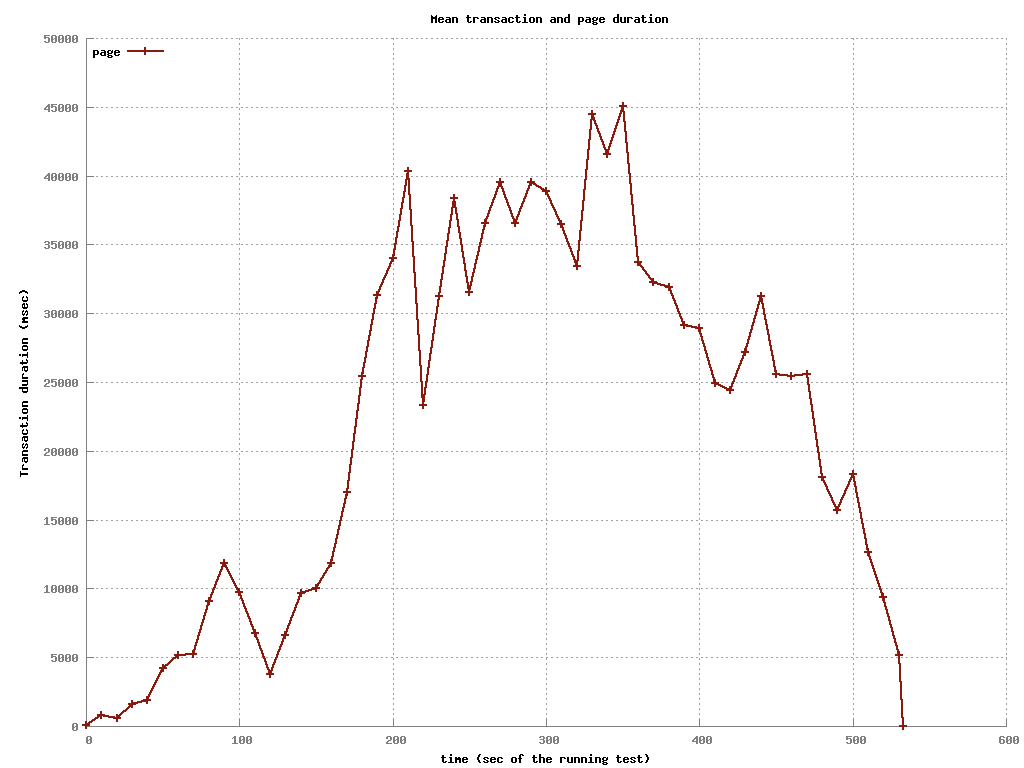 Mean transaction and page duration
50000
page
45000
40000
35000
30000
25000
20000
15000
10000
5000
0
Transaction duration (msec)
0 100 200 300 400 500 600
time (sec of the running test)